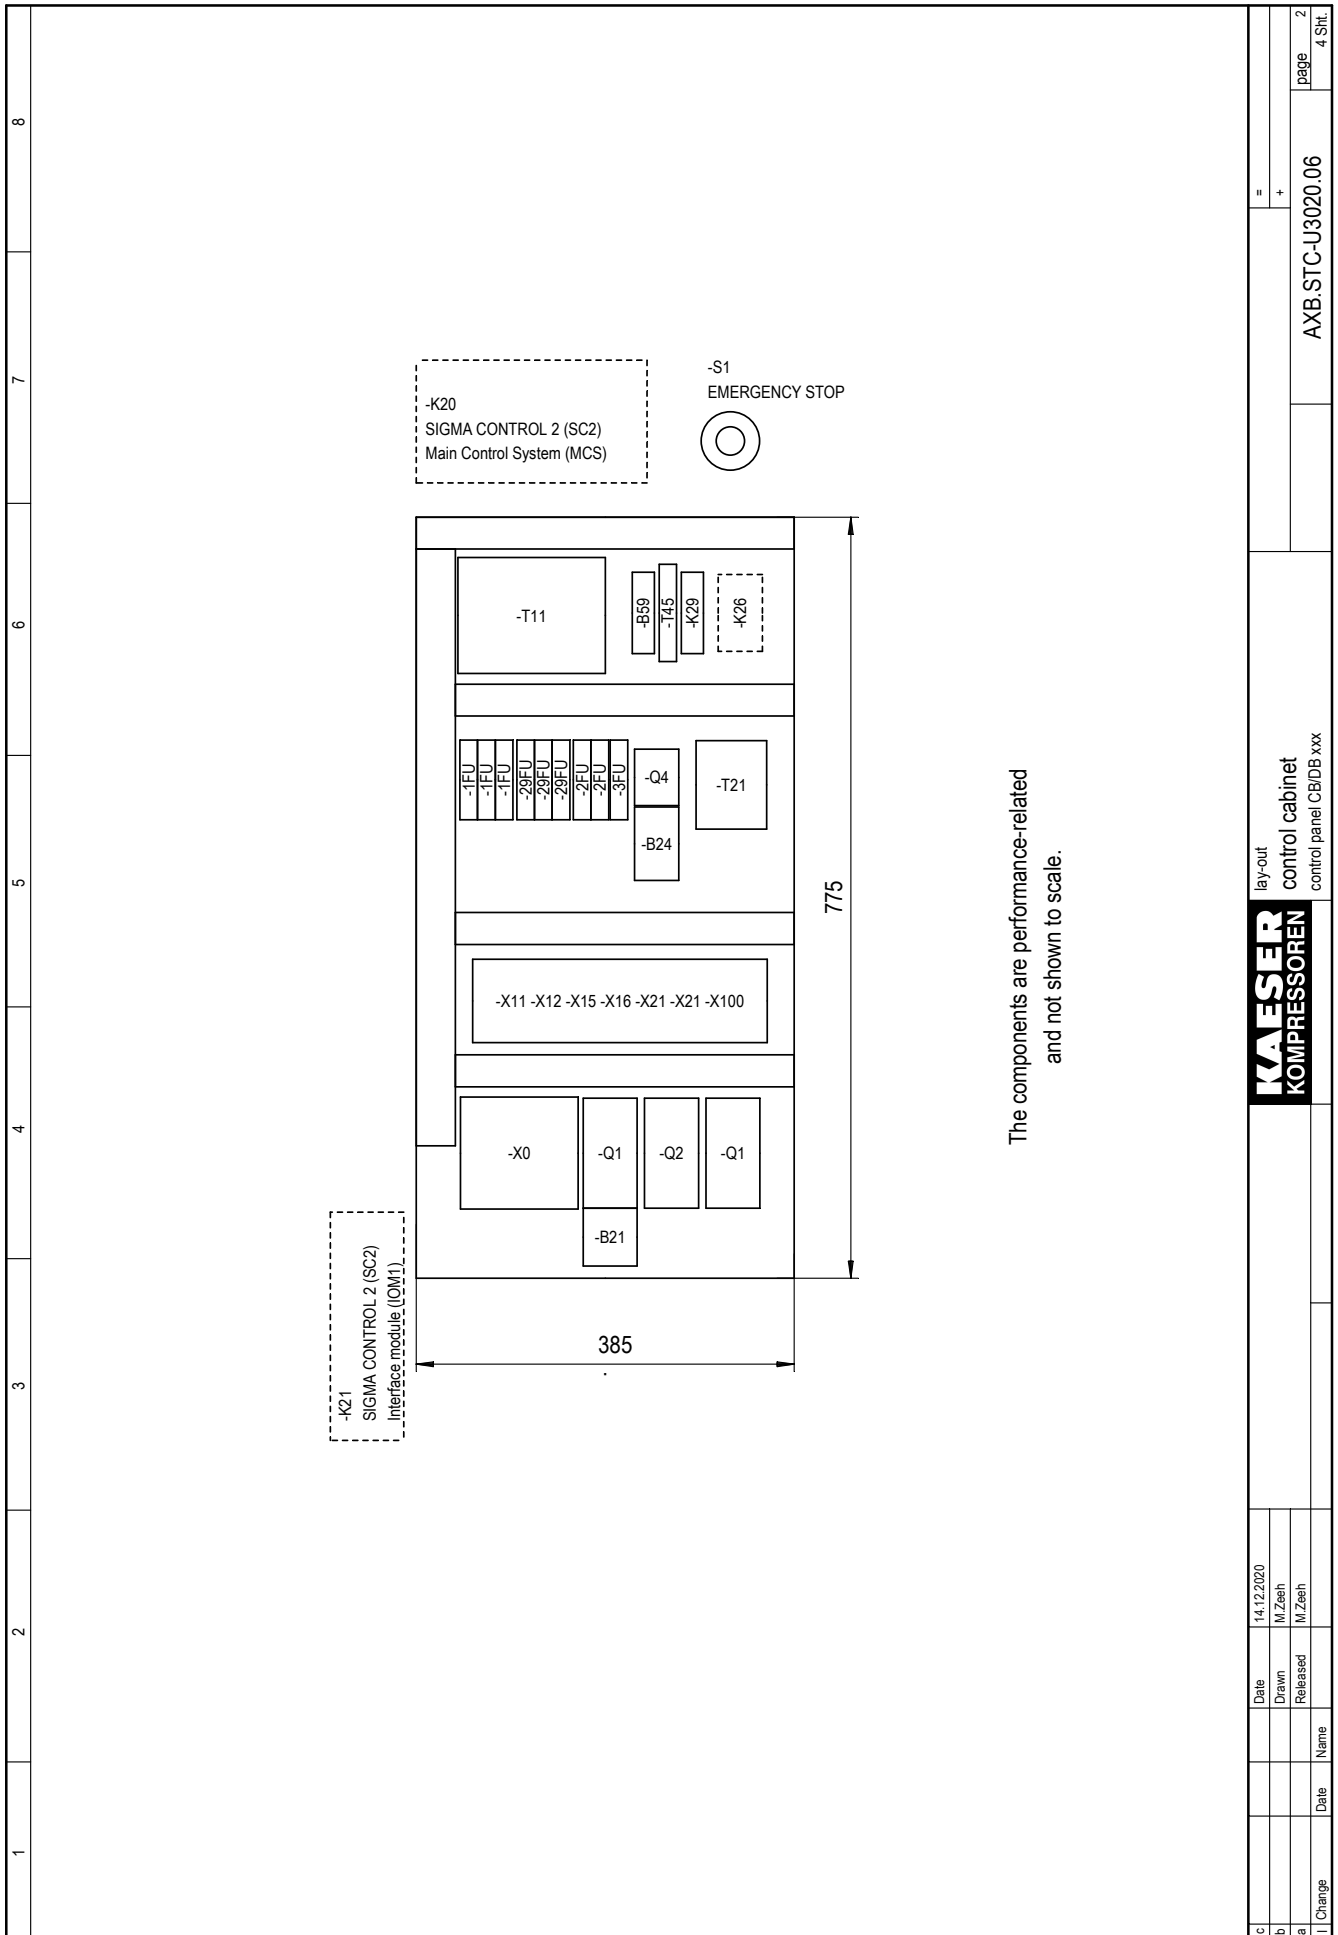 1
2
3
4
5
6
7
8
-K20
SIGMA CONTROL 2 (SC2)
Main Control System (MCS)
-S1
EMERGENCY STOP
-T11
-B59
-T45
-K29
-K26
-1FU
-1FU
-1FU
-29FU
-29FU
-29FU
-2FU
-2FU
-3FU
-Q4
-B24
-T21
-X11 -X12 -X15 -X16 -X21 -X21 -X100
-X0
-Q1
-Q2
-Q1
-B21
775
385
-K21
SIGMA CONTROL 2 (SC2)
Interface module (IOM1)
The components are performance-related
and not shown to scale.
c
b
a
I
Change
Date
Name
Date
14.12.2020
Drawn
M.Zeeh
Released
M.Zeeh
KAESER
KOMPRESSOREN
lay-out
control cabinet
control panel CB/DB xxx
=
+
AXB.STC-U3020.06
page
2
4 Sht.